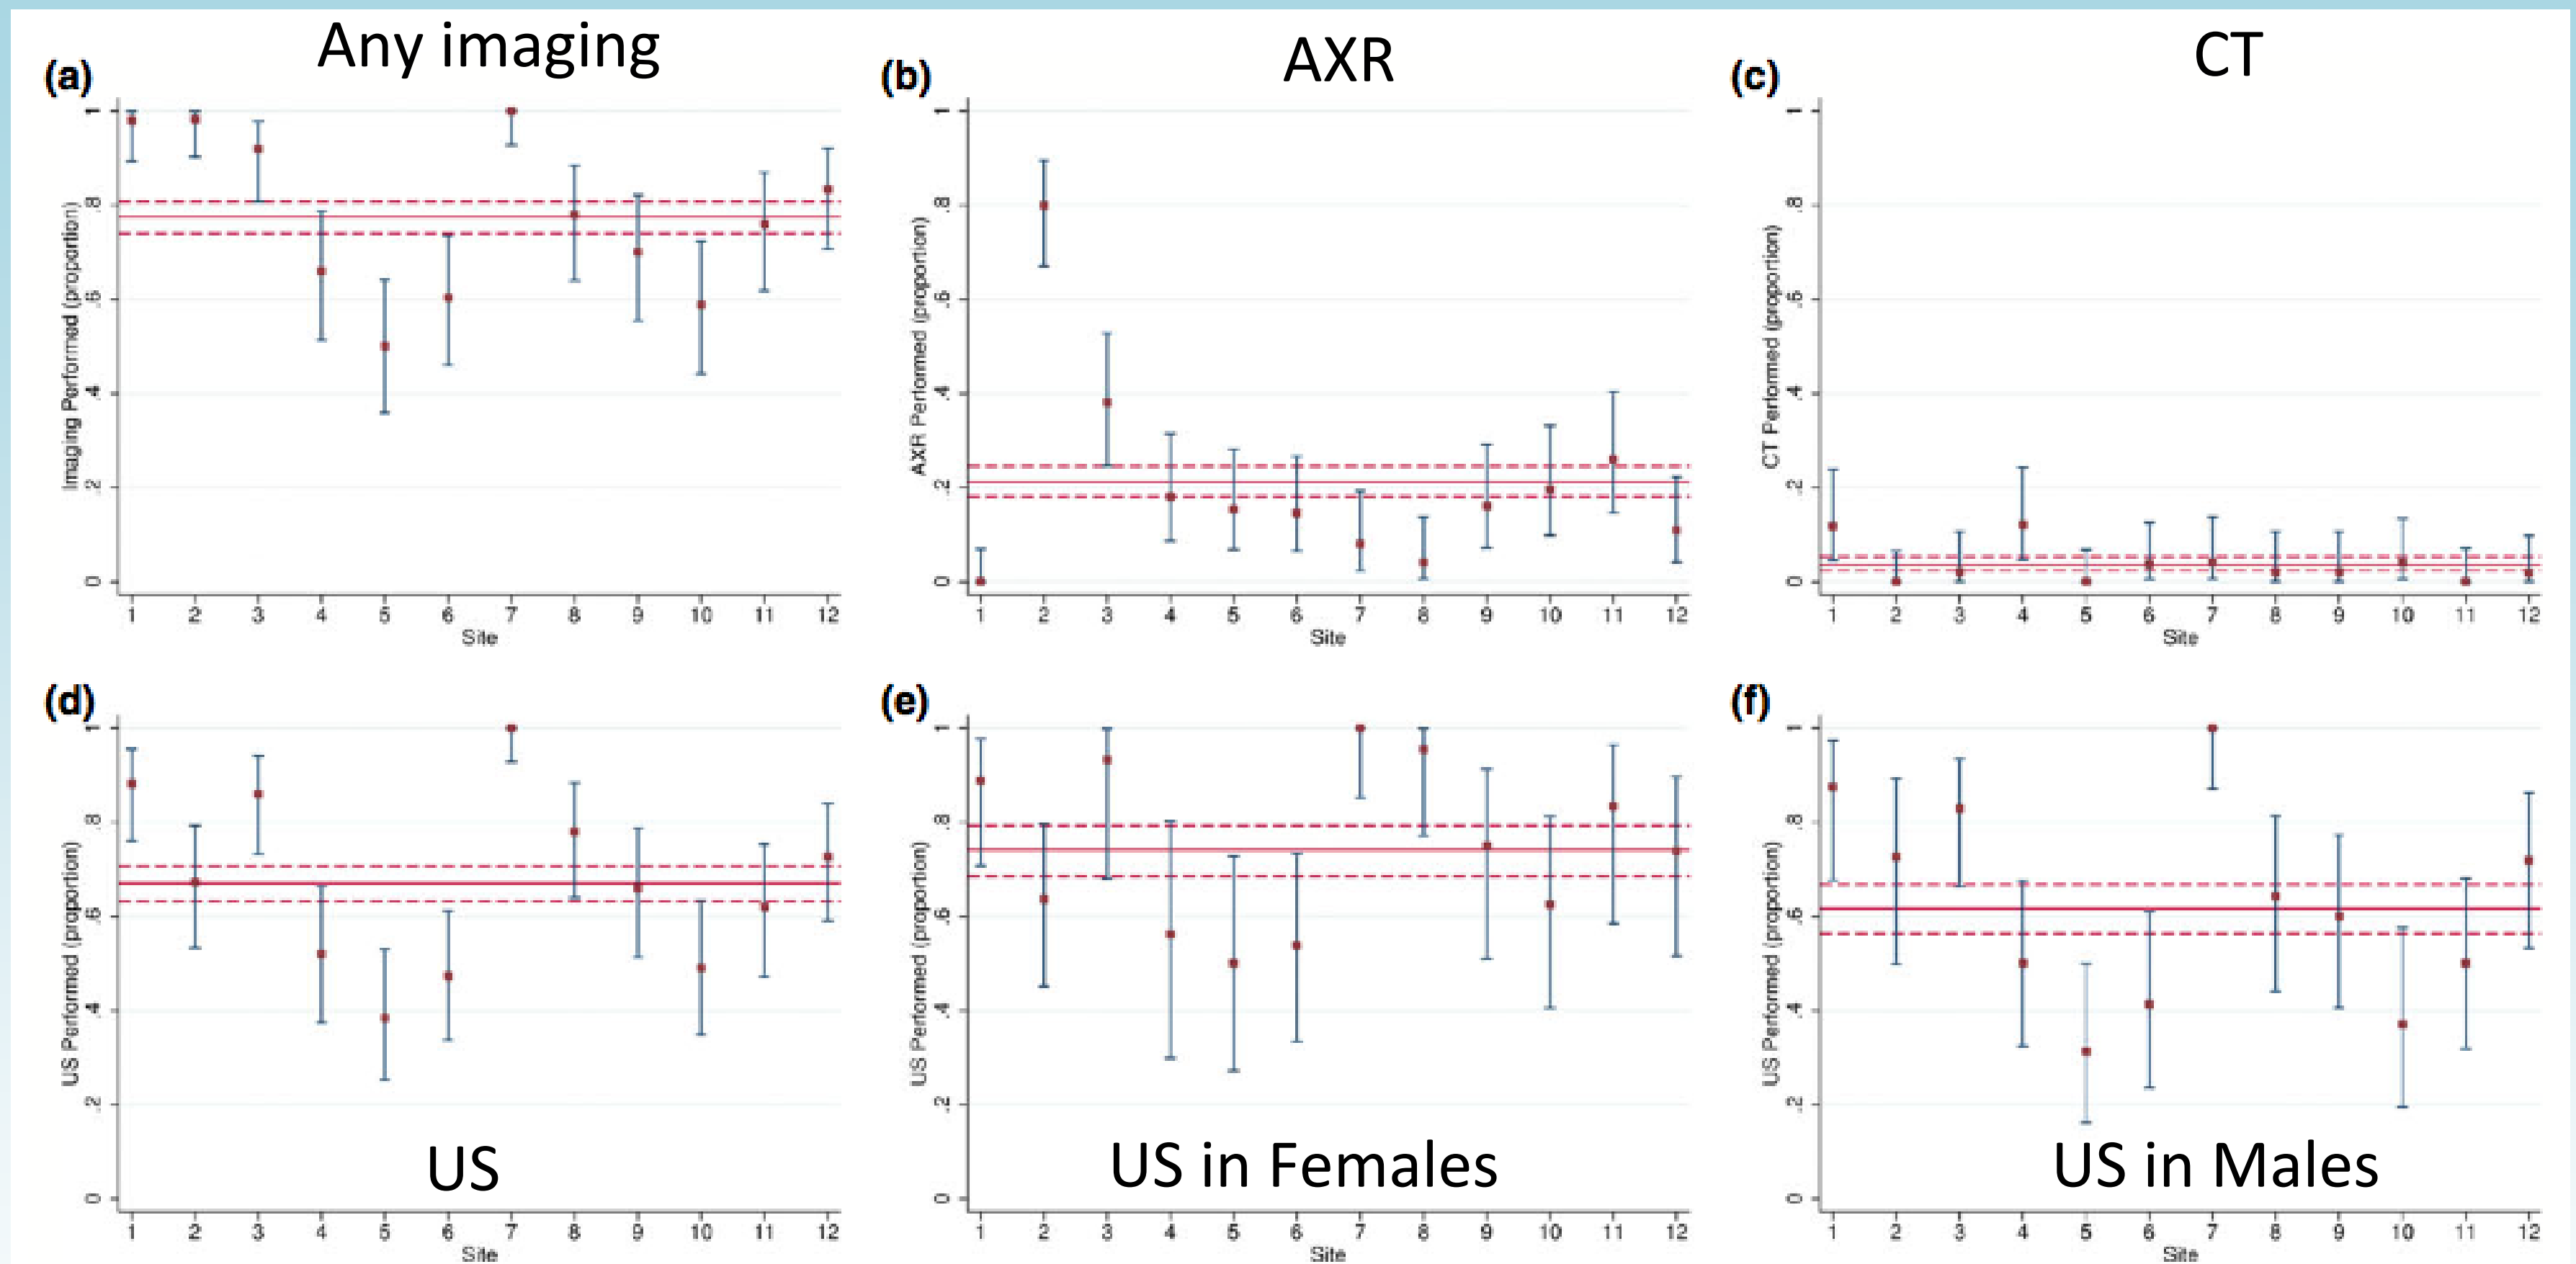 Any imaging
(a)
Imaging Performed (proportion)
1
.8
.6
.4
.2
0
1 2 3 4 5 6 7 8 9 10 11 12
Site
AXR
(b)
AXR Performed (proportion)
1
.8
.6
.4
.2
0
1 2 3 4 5 6 7 8 9 10 11 12
Site
CT
(c)
CT Performed (proportion)
1
.8
.6
.4
.2
0
1 2 3 4 5 6 7 8 9 10 11 12
Site
(d)
US Performed (proportion)
1
.8
.6
.4
.2
0
US
1 2 3 4 5 6 7 8 9 10 11 12
Site
(e)
US Performed (proportion)
1
.8
.6
.4
.2
0
US in Females
1 2 3 4 5 6 7 8 9 10 11 12
Site
(f)
US Performed (proportion)
1
.8
.6
.4
.2
0
US in Males
1 2 3 4 5 6 7 8 9 10 11 12
Site